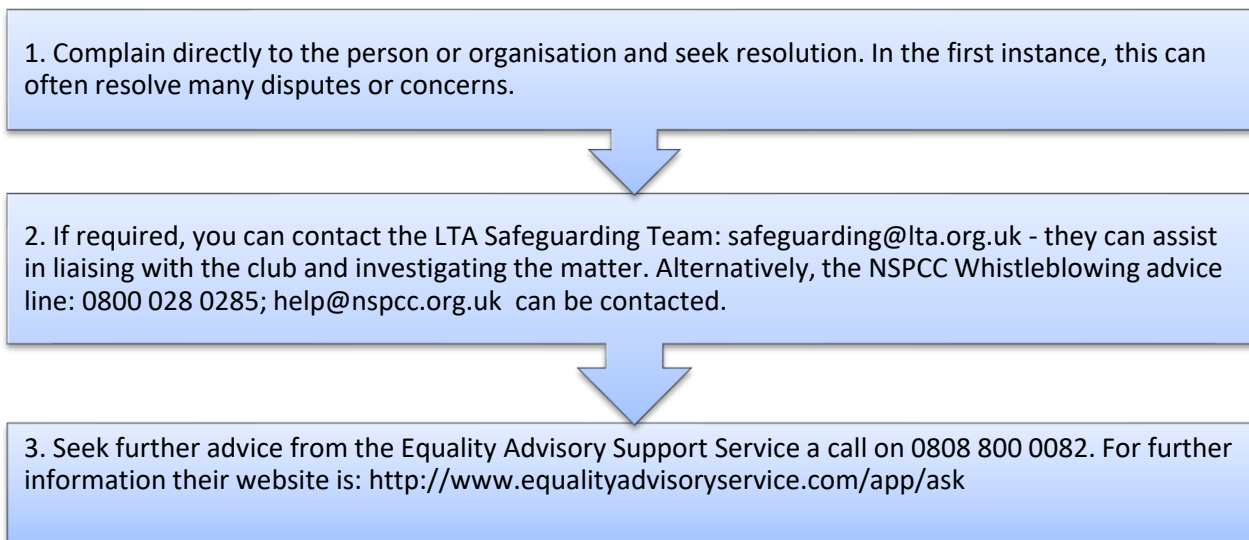 1. Complain directly to the person or organisation and seek resolution. In the first instance, this can
often resolve many disputes or concerns.
2. If required, you can contact the LTA Safeguarding Team: safeguarding@lta.org.uk - they can assist
in liaising with the club and investigating the matter. Alternatively, the NSPCC Whistleblowing advice
line: 0800 028 0285; help@nspcc.org.uk  can be contacted.
3. Seek further advice from the Equality Advisory Support Service a call on 0808 800 0082. For further
information their website is: http://www.equalityadvisoryservice.com/app/ask